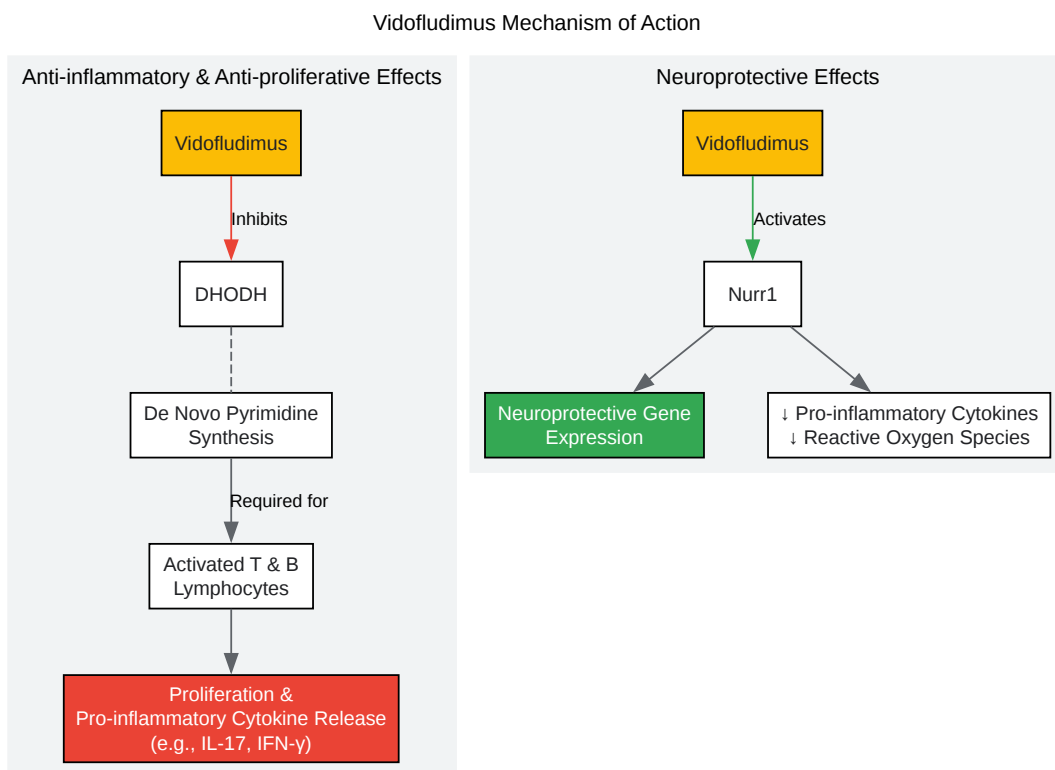 Vidofludimus Mechanism of Action
Anti-inflammatory & Anti-proliferative Effects
Vidofludimus
Inhibits
DHODH
De Novo Pyrimidine
Synthesis
Required for
Activated T & B
Lymphocytes
Proliferation &
Pro-inflammatory Cytokine Release
(e.g., IL-17, IFN-γ)
Neuroprotective Effects
Vidofludimus
Activates
Nurr1
Neuroprotective Gene
Expression
↓ Pro-inflammatory Cytokines
↓ Reactive Oxygen Species